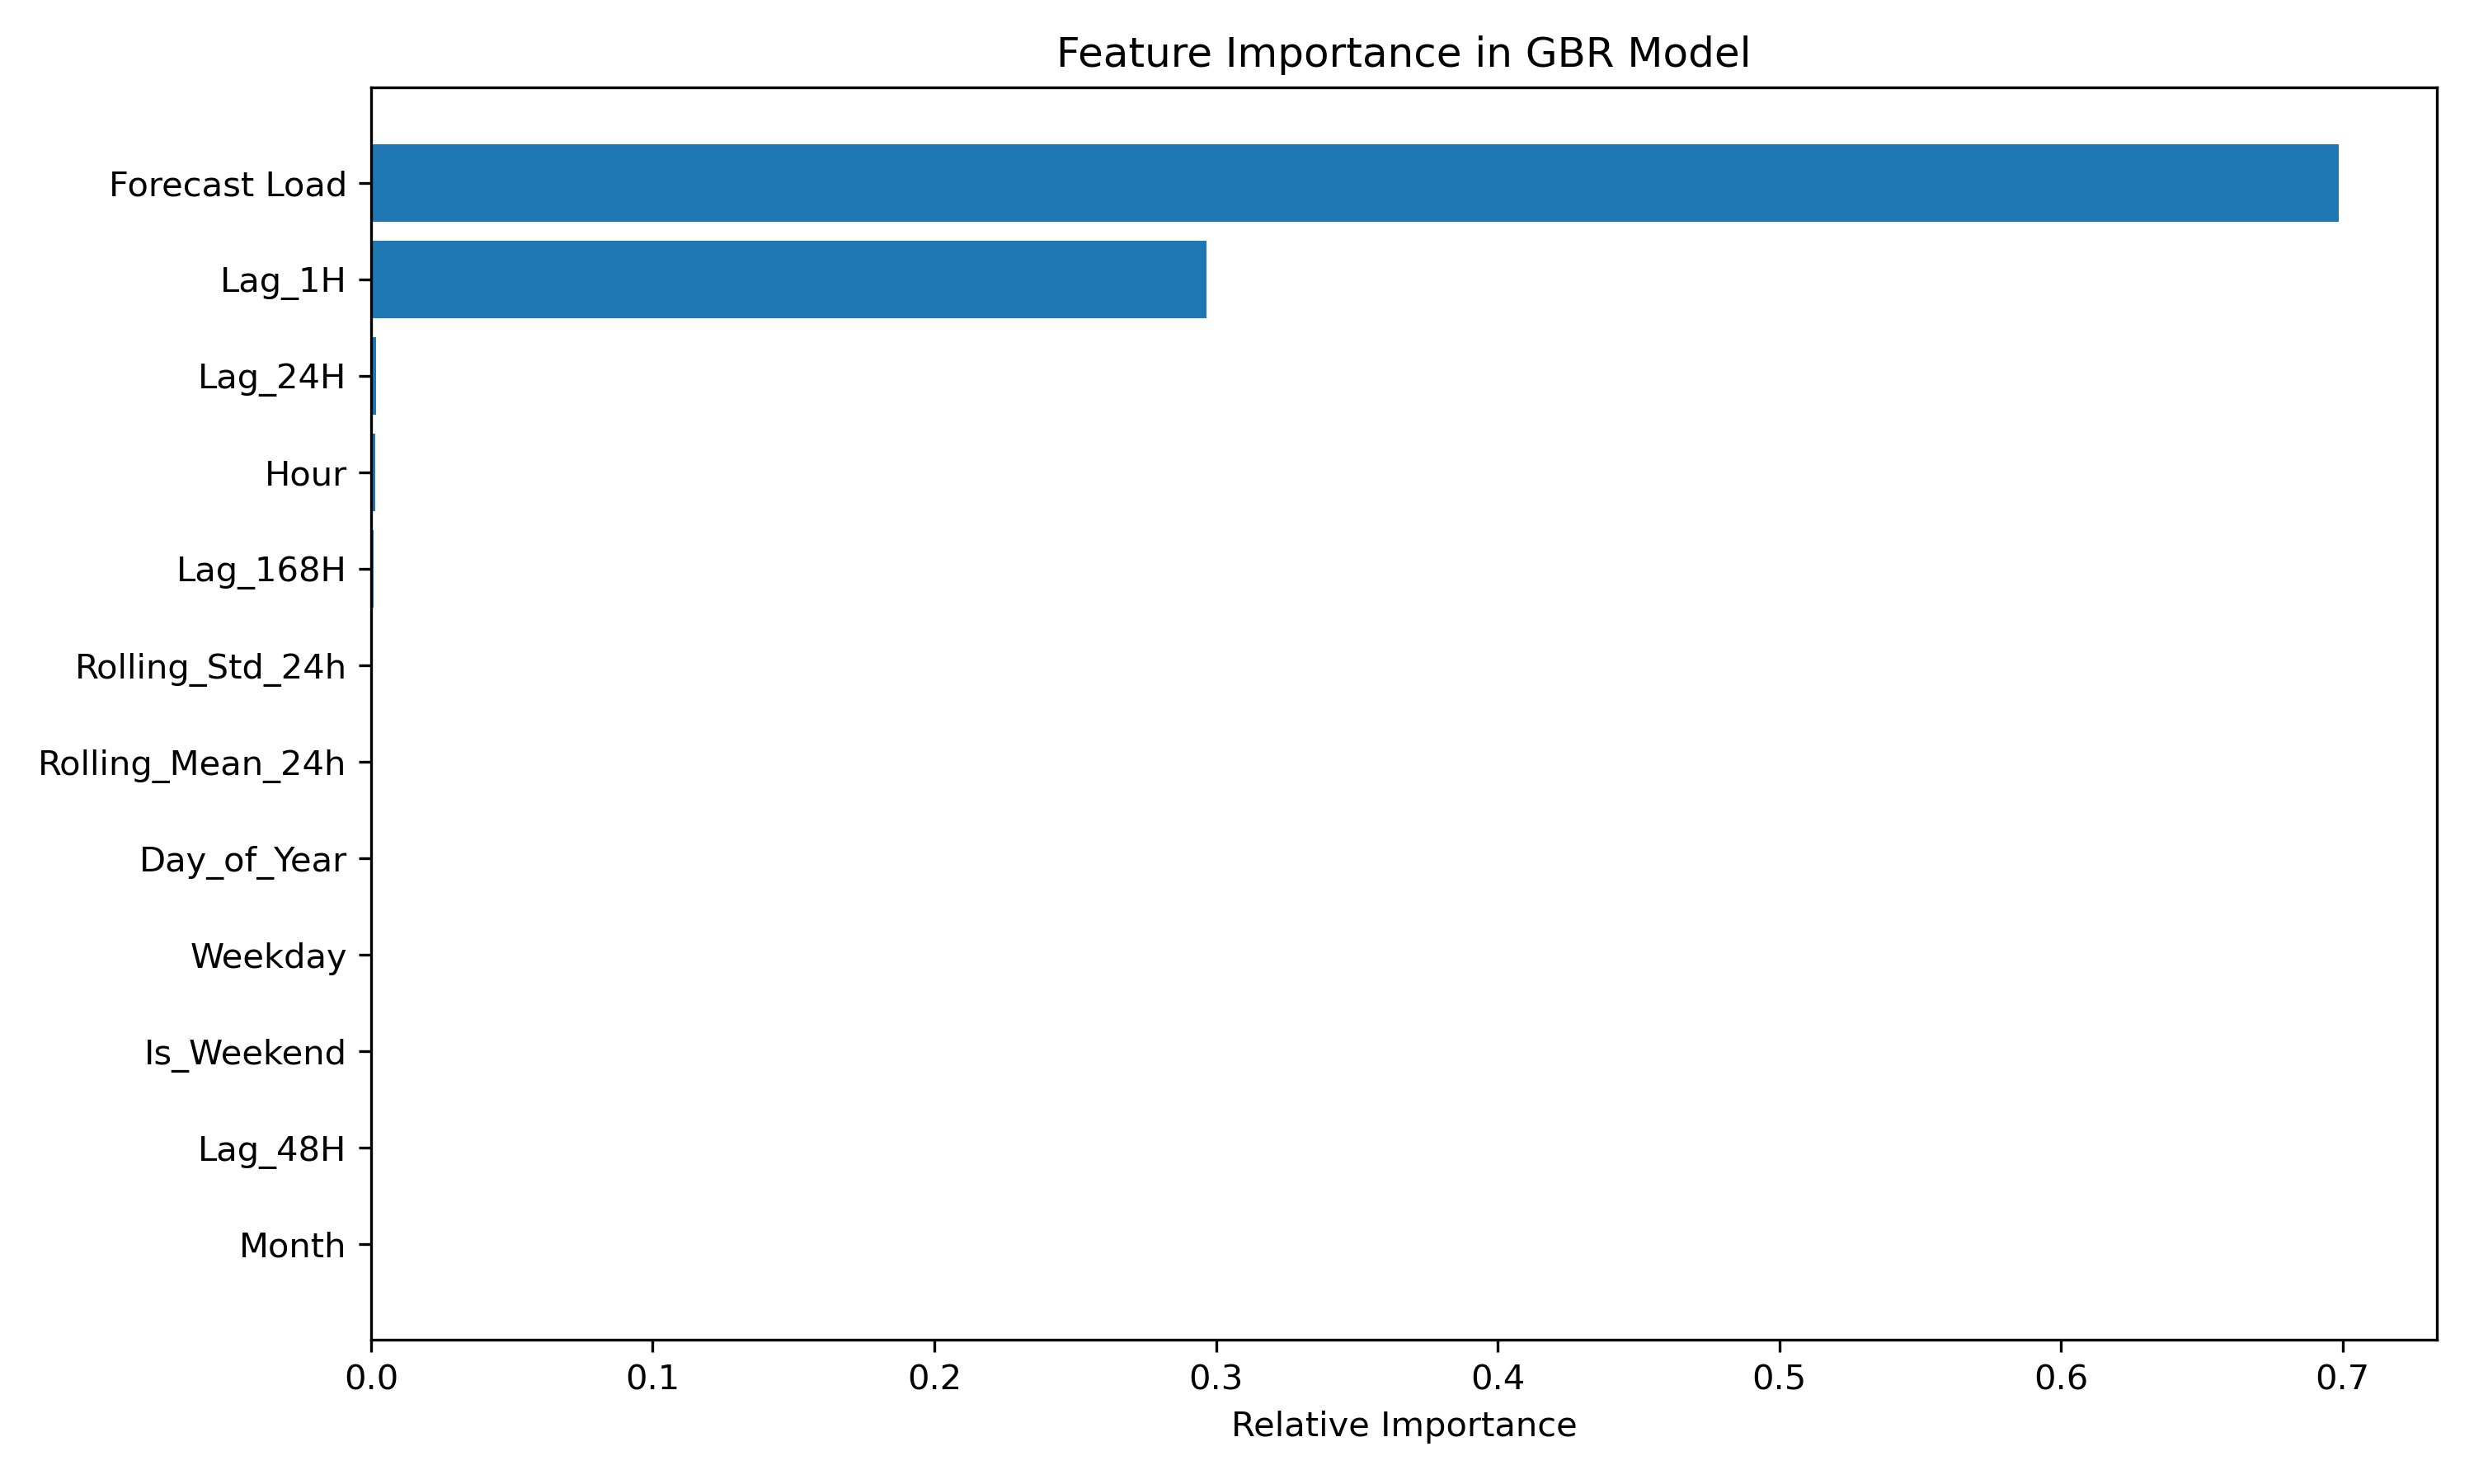 Feature Importance in GBR Model
Forecast Load
Lag_1H
Lag_24H
Hour
Lag_168H
Rolling_Std_24h
Rolling_Mean_24h
Day_of_Year
Weekday
Is_Weekend
Lag_48H
Month
0.0 0.1 0.2 0.3 0.4 0.5 0.6 0.7
Relative Importance